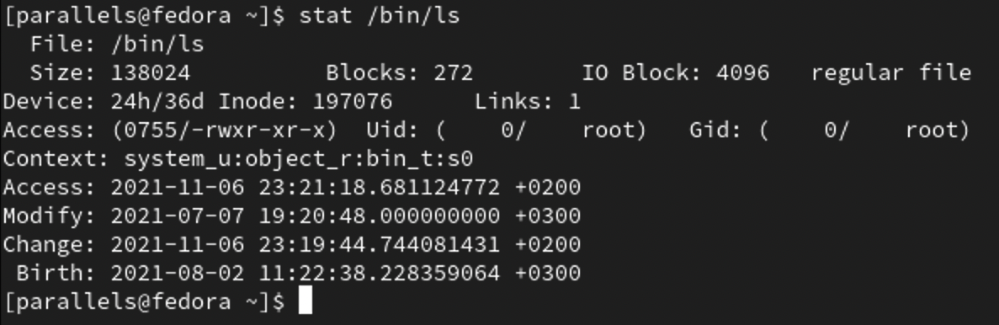 [parallels@fedora ~]$ stat /bin/ls
  File: /bin/ls
  Size: 138024          Blocks: 272        IO Block: 4096   regular file
Device: 24h/36d Inode: 197076      Links: 1
Access: (0755/-rwxr-xr-x)  Uid: (    0/    root)   Gid: (    0/    root)
Context: system_u:object_r:bin_t:s0
Access: 2021-11-06 23:21:18.681124772 +0200
Modify: 2021-07-07 19:20:48.000000000 +0300
Change: 2021-11-06 23:19:44.744081431 +0200
 Birth: 2021-08-02 11:22:38.228359064 +0300
[parallels@fedora ~]$